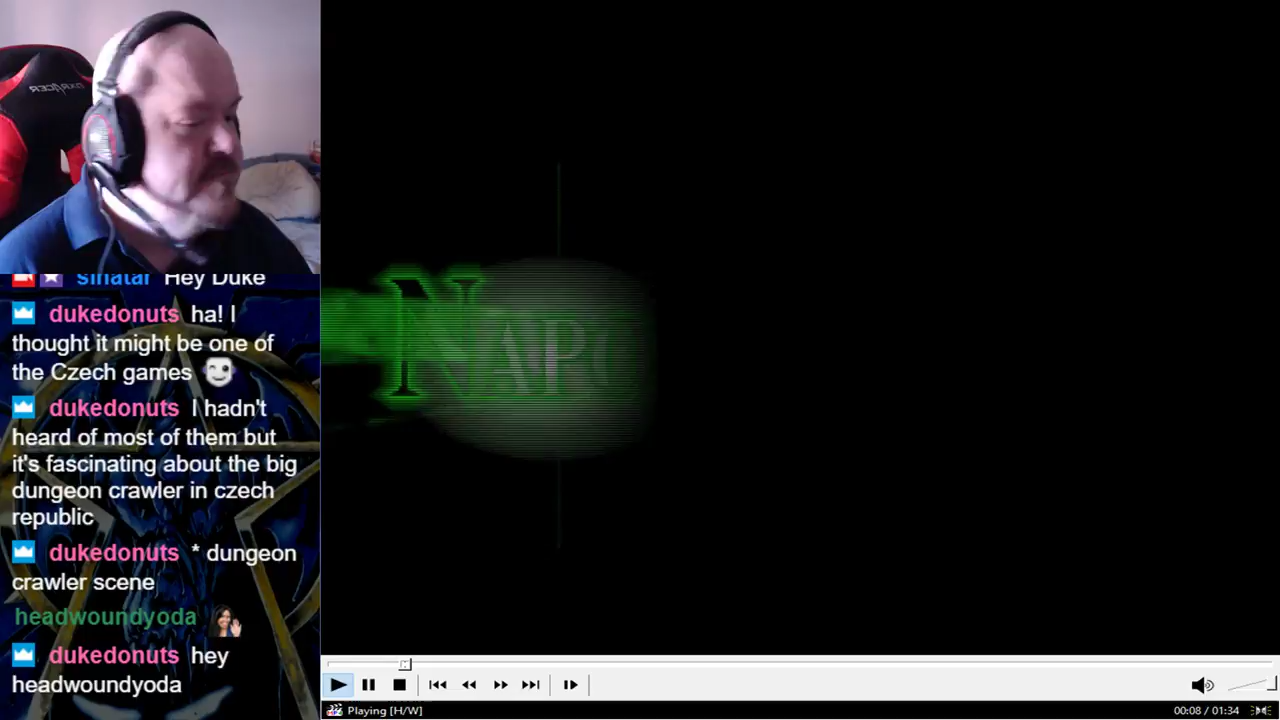 sinatar Hey Duke
dukedonuts ha! I
thought it might be one of
the Czech games
dukedonuts I hadn't
heard of most of them but
it's fascinating about the big
dungeon crawler in czech
republic
dukedonuts * dungeon
crawler scene
headwoundyoda
dukedonuts hey
headwoundyoda
NAP
Playing [H/W]
00:08 / 01:34